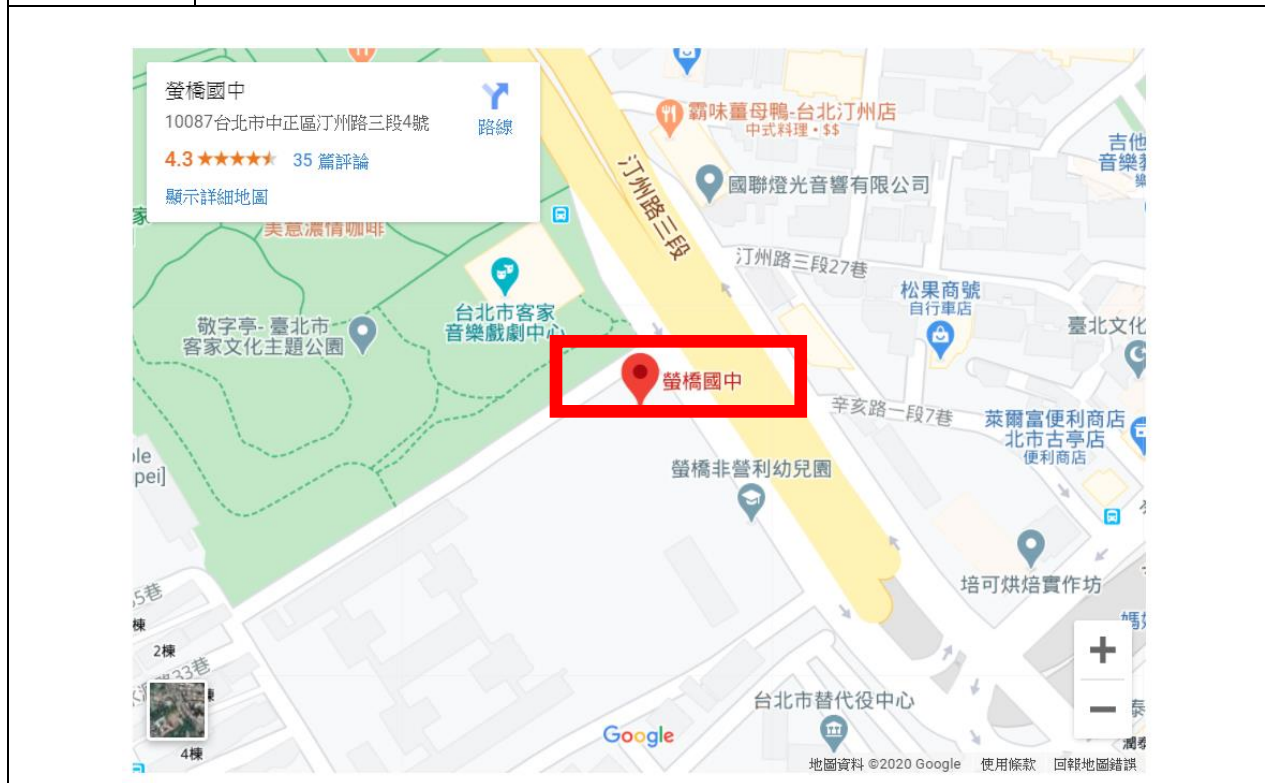 螢橋國中
10087台北市中正區汀州路三段4號
4.3
35 篇評論
顯示詳細地圖
路線
霸味薑母鴨-台北汀州店
中式料理·$$
汀州路三段
國聯燈光音響有限公司
吉他
音樂
美意濃情咖啡
汀州路三段27巷
台北市客家
音樂戲劇中心
松果商號
自行車店
敬字亭- 臺北市
客家文化主題公園
臺北文化
螢橋國中
辛亥路一段7巷
萊爾富便利商店
北市古亭店
便利商店
pei]
螢橋非營利幼兒園
培可烘焙實作坊
5巷
棟
2棟
33巷
4棟
台北市替代役中心
+
−
泰
潤泰
Google
地圖資料 ©2020 Google
使用條款
回報地圖錯誤